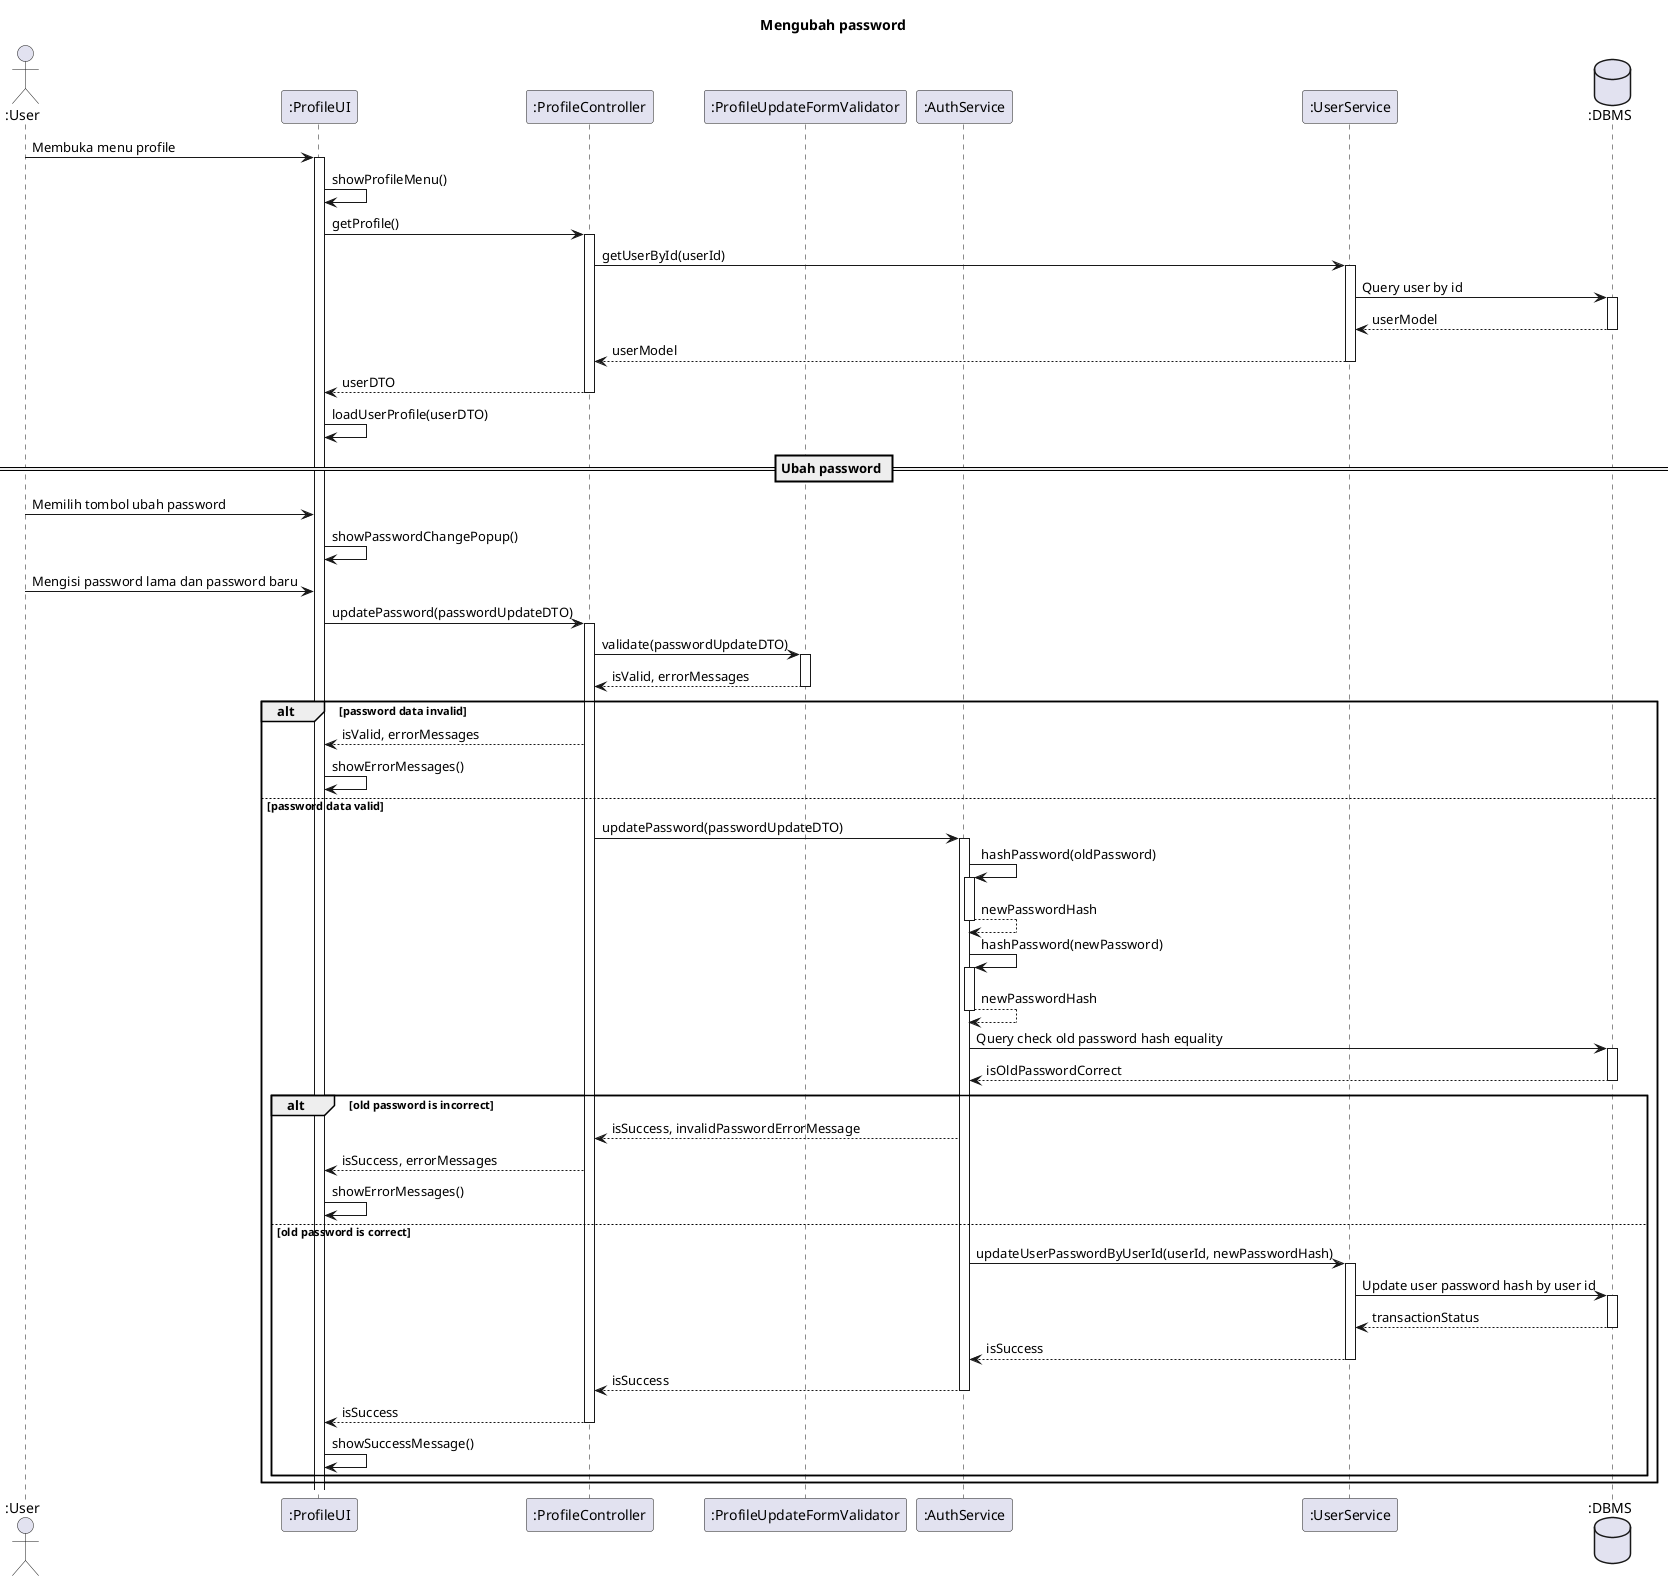 Mengubah password
:User
:ProfileUI
:ProfileController
:ProfileUpdateFormValidator
:AuthService
:UserService
:DBMS
Membuka menu profile
showProfileMenu()
getProfile()
getUserById(userId)
Query user by id
userModel
userModel
userDTO
loadUserProfile(userDTO)
Ubah password
Memilih tombol ubah password
showPasswordChangePopup()
Mengisi password lama dan password baru
updatePassword(passwordUpdateDTO)
validate(passwordUpdateDTO)
isValid, errorMessages
alt [password data invalid]
isValid, errorMessages
showErrorMessages()
[password data valid]
updatePassword(passwordUpdateDTO)
hashPassword(oldPassword)
newPasswordHash
hashPassword(newPassword)
newPasswordHash
Query check old password hash equality
isOldPasswordCorrect
alt [old password is incorrect]
isSuccess, invalidPasswordErrorMessage
isSuccess, errorMessages
showErrorMessages()
[old password is correct]
updateUserPasswordByUserId(userId, newPasswordHash)
Update user password hash by user id
transactionStatus
isSuccess
isSuccess
isSuccess
showSuccessMessage()
:User
:ProfileUI
:ProfileController
:ProfileUpdateFormValidator
:AuthService
:UserService
:DBMS